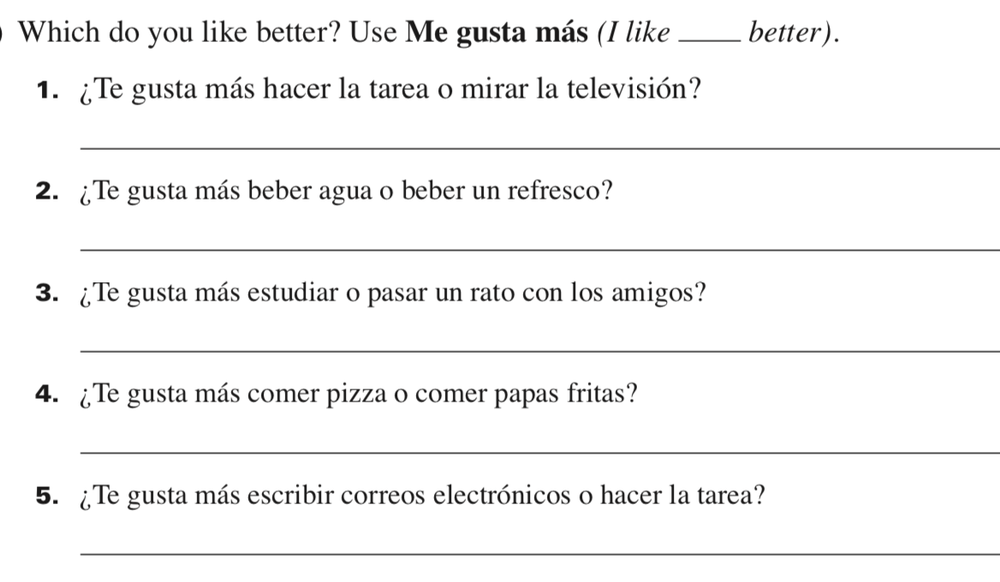 Which do you like better? Use Me gusta más (I like _____ better).
1. ¿Te gusta más hacer la tarea o mirar la televisión?
2. ¿Te gusta más beber agua o beber un refresco?
3. ¿Te gusta más estudiar o pasar un rato con los amigos?
4. ¿Te gusta más comer pizza o comer papas fritas?
5. ¿Te gusta más escribir correos electrónicos o hacer la tarea?